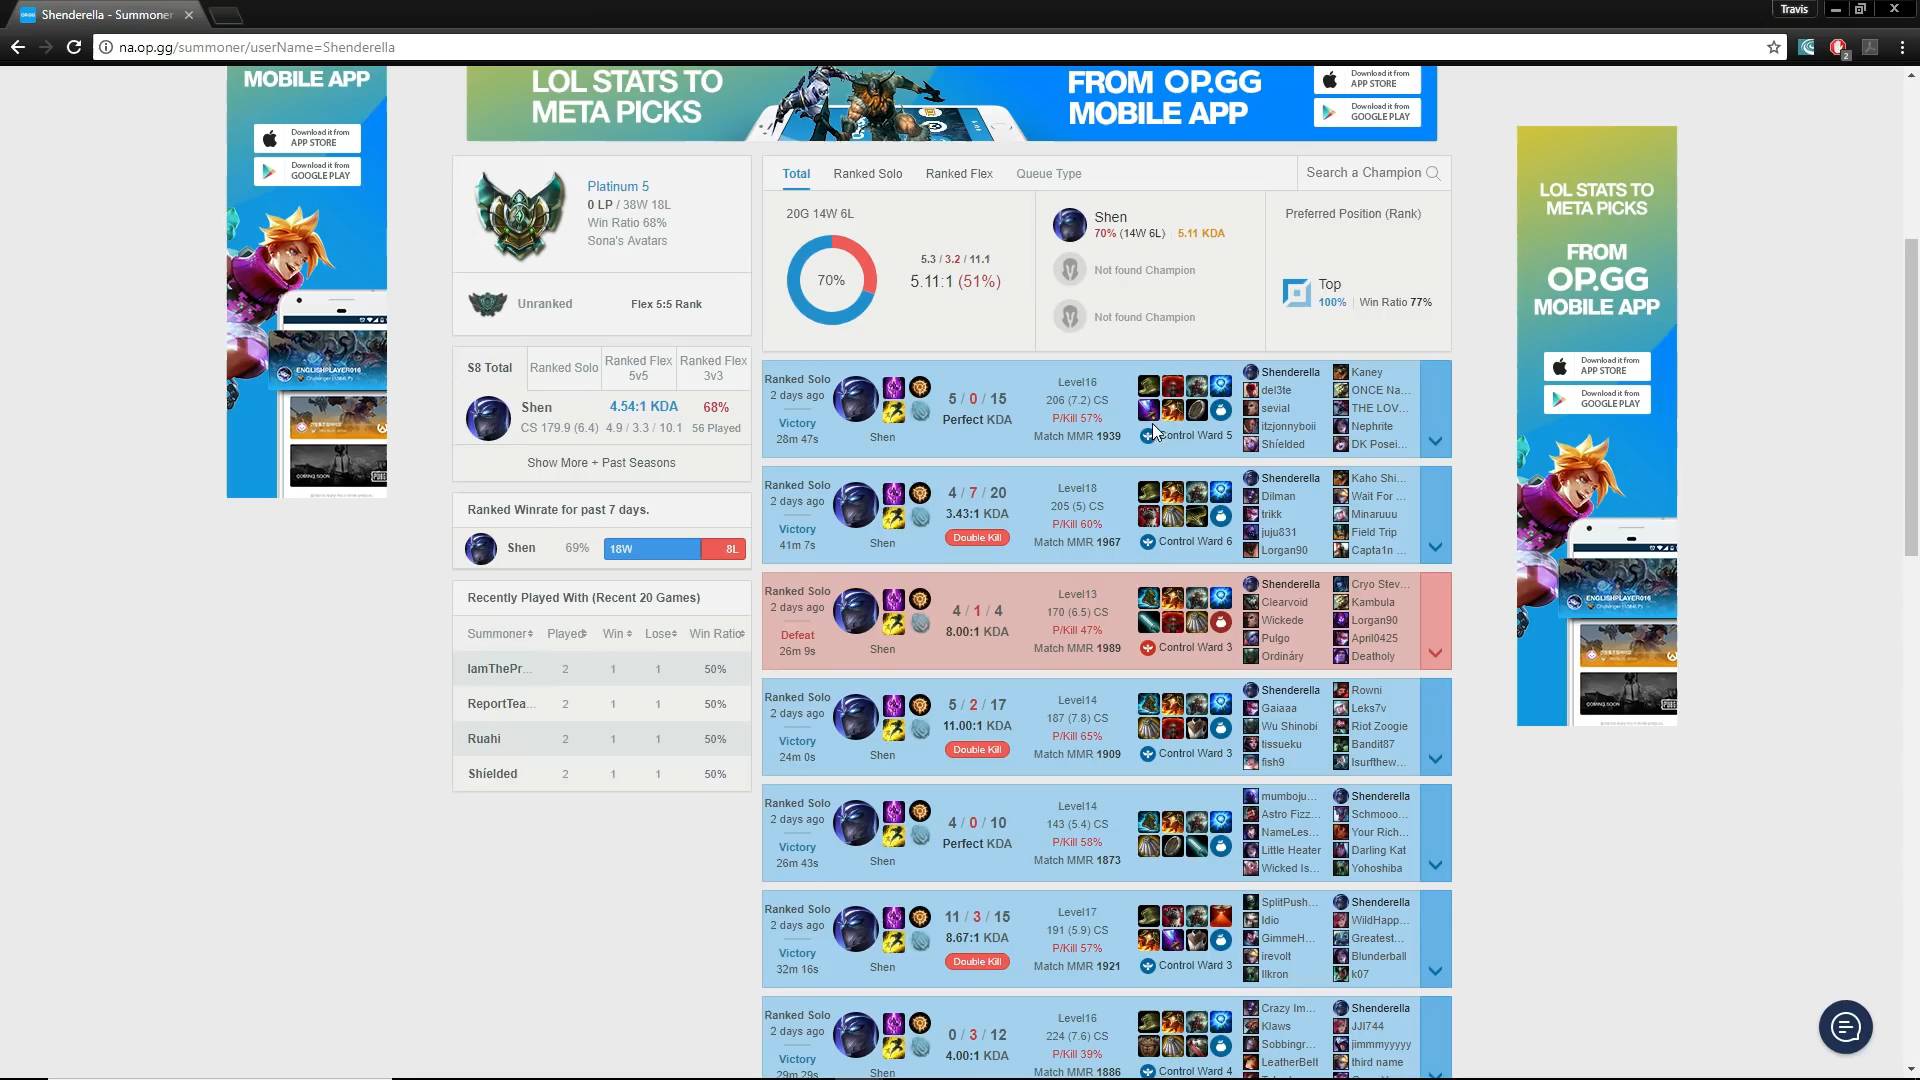 Shenderella - Summoner
Travis
na.op.gg/summoner/userName=Shenderella
2
MOBILE APP
Download it from
APP STORE
Download it from
GOOGLE PLAY
LOL STATS TO
META PICKS
FROM OP.GG
MOBILE APP
Download it from
APP STORE
Download it from
GOOGLE PLAY
LOL STATS TO
META PICKS
FROM
OP.GG
MOBILE APP
Download it from
APP STORE
Download it from
GOOGLE PLAY
Platinum 5
0 LP / 38W 18L
Win Ratio 68%
Sona's Avatars
Unranked
Flex 5:5 Rank
S8 Total
Ranked Solo
Ranked Flex 5v5
Ranked Flex 3v3
Shen
4.54:1 KDA
68%
CS 179.9 (6.4)
4.9 / 3.3 / 10.1
56 Played
Show More + Past Seasons
Ranked Winrate for past 7 days.
Shen
69%
18W
8L
Recently Played With (Recent 20 Games)
Summoner
Played
Win
Lose
Win Ratio
IamThePr...
2
1
1
50%
ReportTea...
2
1
1
50%
Ruahi
2
1
1
50%
Shíelded
2
1
1
50%
Total
Ranked Solo
Ranked Flex
Queue Type
Search a Champion
20G 14W 6L
70%
5.3 / 3.2 / 11.1
5.11:1 (51%)
Shen
70% (14W 6L)
5.11 KDA
Not found Champion
Not found Champion
Preferred Position (Rank)
Top
100%
Win Ratio 77%
Ranked Solo
2 days ago
Victory
28m 47s
Shen
5 / 0 / 15
Perfect KDA
Level16
206 (7.2) CS
P/Kill 57%
Match MMR 1939
Control Ward 5
Shenderella
del3te
sevial
itzjonnyboii
Shíelded
Kaney
ONCE Na...
THE LOV...
Nephrite
DK Posei...
Ranked Solo
2 days ago
Victory
41m 7s
Shen
4 / 7 / 20
3.43:1 KDA
Double Kill
Level18
205 (5) CS
P/Kill 60%
Match MMR 1967
Control Ward 6
Shenderella
Dilman
trikk
juju831
Lorgan90
Kaho Shi...
Wait For ...
Minaruuu
Field Trip
Capta1n ...
Ranked Solo
2 days ago
Defeat
26m 9s
Shen
4 / 1 / 4
8.00:1 KDA
Level13
170 (6.5) CS
P/Kill 47%
Match MMR 1989
Control Ward 3
Shenderella
Clearvoid
Wickede
Pulgo
Ordináry
Cryo Stev...
Kambula
Lorgan90
April0425
Deatholy
Ranked Solo
2 days ago
Victory
24m 0s
Shen
5 / 2 / 17
11.00:1 KDA
Double Kill
Level14
187 (7.8) CS
P/Kill 65%
Match MMR 1909
Control Ward 3
Shenderella
Gaiaaa
Wu Shinobi
tissueku
fish9
Rowni
Leks7v
Riot Zoogie
Bandit87
Isurfthew...
Ranked Solo
2 days ago
Victory
26m 43s
Shen
4 / 0 / 10
Perfect KDA
Level14
143 (5.4) CS
P/Kill 58%
Match MMR 1873
mumboju...
Astro Fizz...
NameLes...
Little Heater
Wicked Is...
Shenderella
Schmooo...
Your Rich...
Darling Kat
Yohoshiba
Ranked Solo
2 days ago
Victory
32m 16s
Shen
11 / 3 / 15
8.67:1 KDA
Double Kill
Level17
191 (5.9) CS
P/Kill 57%
Match MMR 1921
Control Ward 3
SplitPush...
Idio
GimmeH...
irevolt
Ilkron
Shenderella
WildHapp...
Greatest...
Blunderball
k07
Ranked Solo
2 days ago
Victory
29m 29s
Shen
0 / 3 / 12
4.00:1 KDA
Level16
224 (7.6) CS
P/Kill 39%
Match MMR 1886
Control Ward 4
Crazy Im...
Klaws
Sobbingr...
LeatherBelt
Shenderella
JJI744
jimmmyyyyy
third name